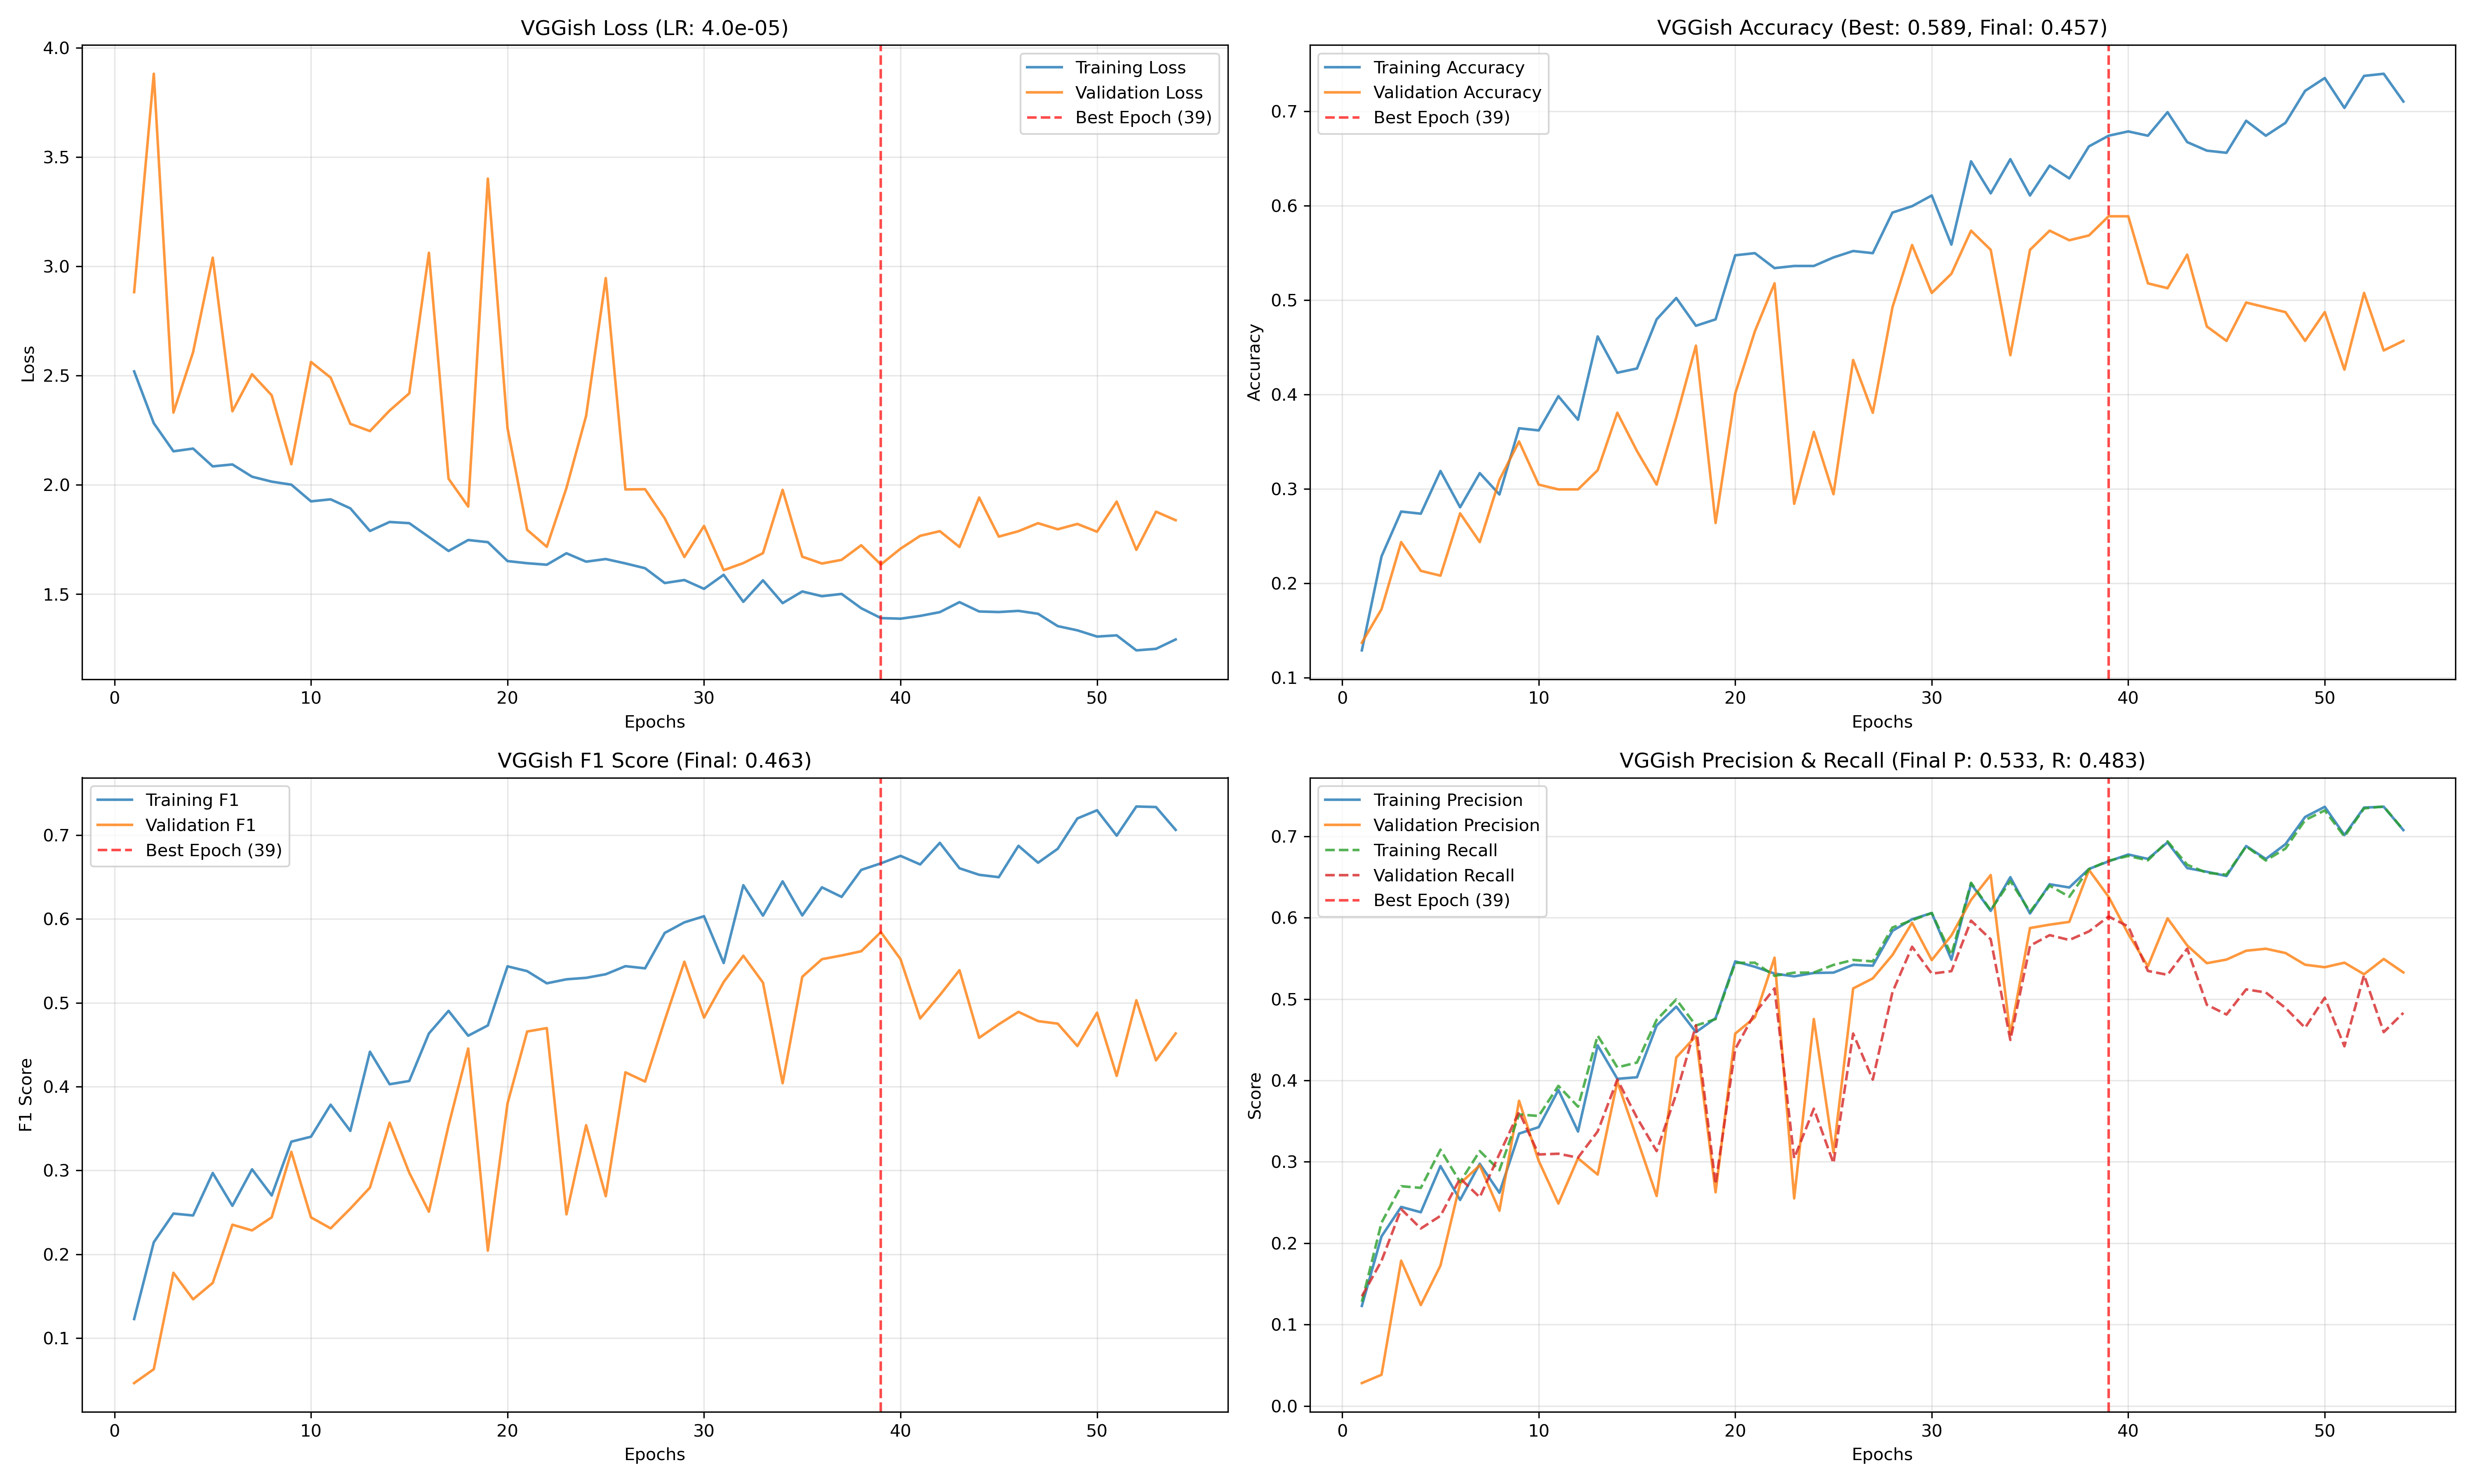 VGGish Loss (LR: 4.0e-05)
4.0
3.5
3.0
2.5
2.0
1.5
Loss
Training Loss
Validation Loss
Best Epoch (39)
0 10 20 30 40 50
Epochs
VGGish Accuracy (Best: 0.589, Final: 0.457)
0.7
0.6
0.5
0.4
0.3
0.2
0.1
Accuracy
Training Accuracy
Validation Accuracy
Best Epoch (39)
0 10 20 30 40 50
Epochs
VGGish F1 Score (Final: 0.463)
0.7
0.6
0.5
0.4
0.3
0.2
0.1
F1 Score
Training F1
Validation F1
Best Epoch (39)
0 10 20 30 40 50
Epochs
VGGish Precision & Recall (Final P: 0.533, R: 0.483)
0.7
0.6
0.5
0.4
0.3
0.2
0.1
0.0
Score
Training Precision
Validation Precision
Training Recall
Validation Recall
Best Epoch (39)
0 10 20 30 40 50
Epochs